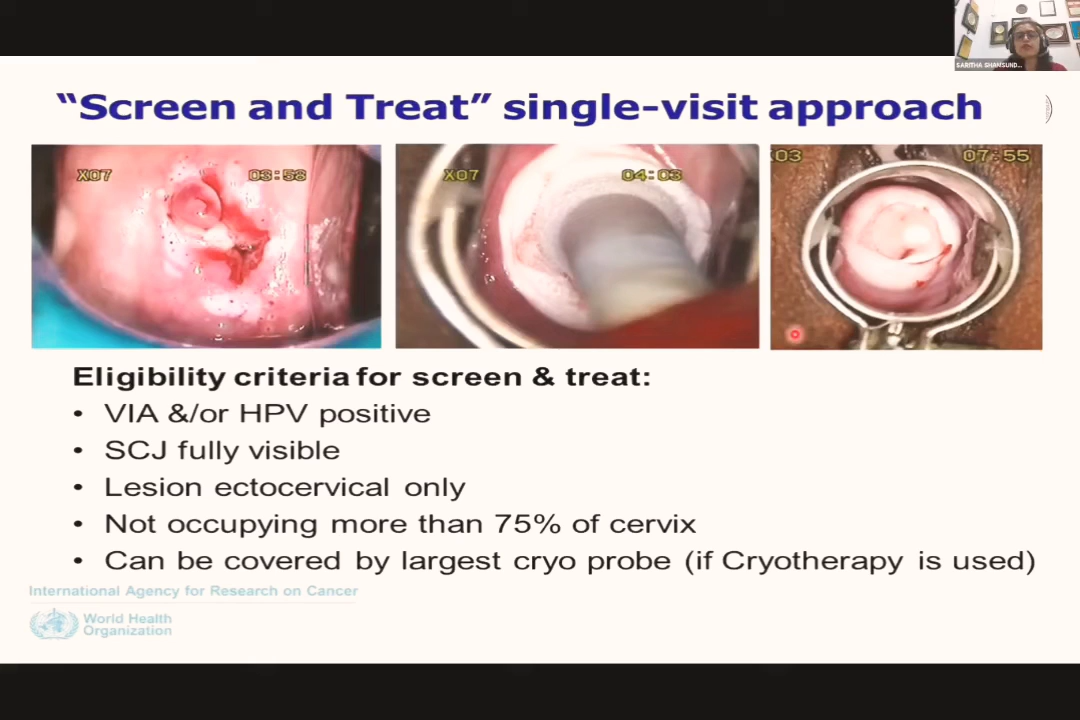 SARITHA SHAMSUND...
“Screen and Treat” single-visit approach
X07 03:58
X07 04:03
X03 07:55
Eligibility criteria for screen & treat:
• VIA &/or HPV positive
• SCJ fully visible
• Lesion ectocervical only
• Not occupying more than 75% of cervix
• Can be covered by largest cryo probe (if Cryotherapy is used)
International Agency for Research on Cancer
World Health
Organization